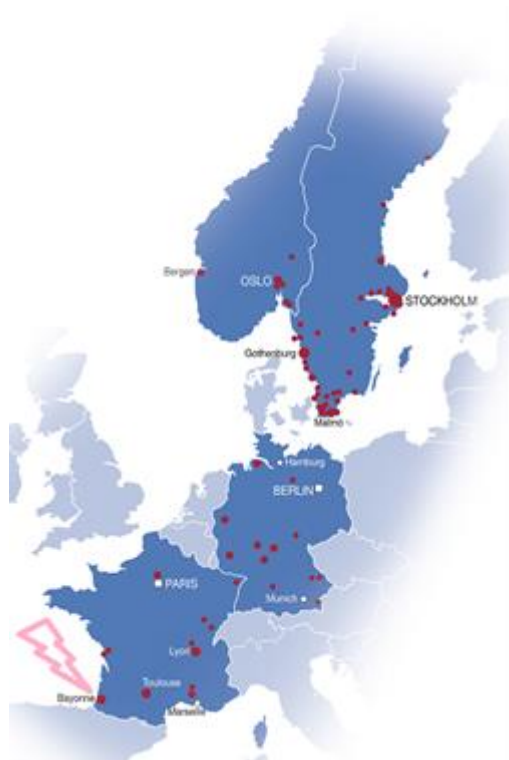 Bergen
OSLO
STOCKHOLM
Gothenburg
Malmö
Hamburg
BERLIN
Munich
PARIS
Lyon
Toulouse
Bayonne
Marseille